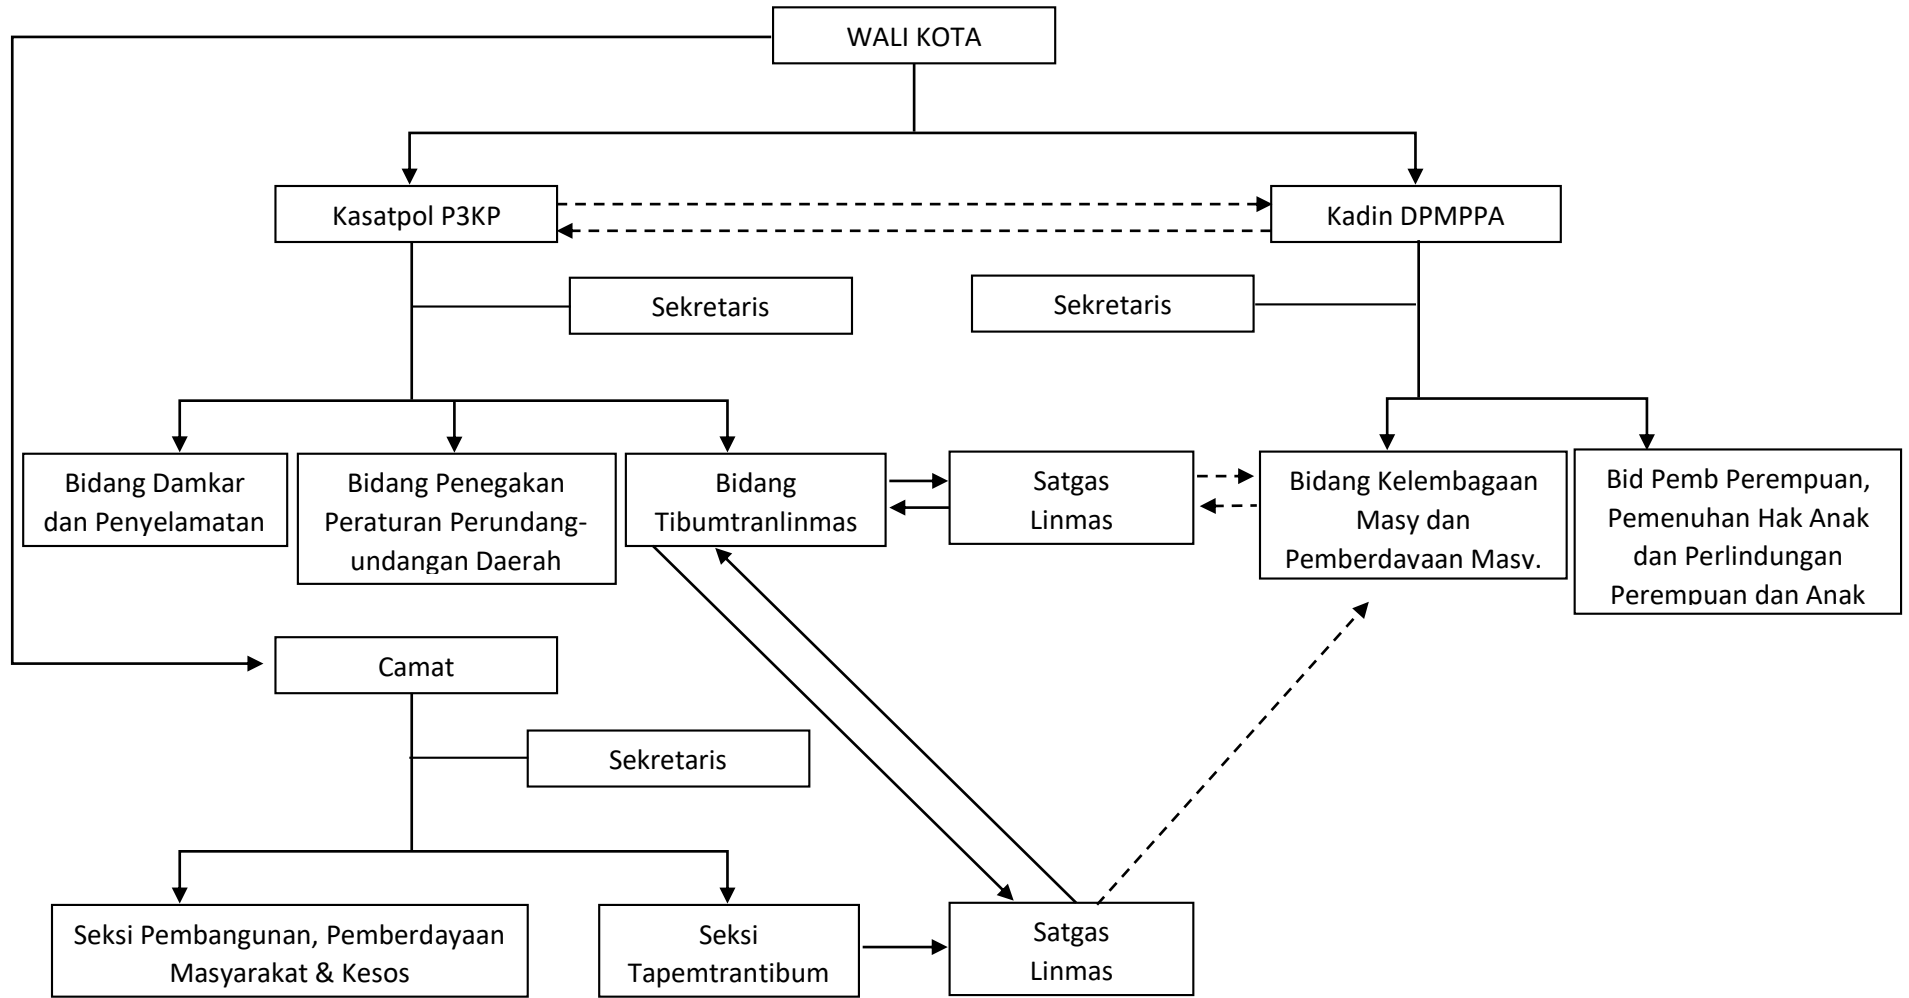 WALI KOTA
Kasatpol P3KP
Kadin DPMPPA
Sekretaris
Sekretaris
Bidang Damkar
dan Penyelamatan
Bidang Penegakan
Peraturan Perundang-
undangan Daerah
Bidang
Tibumtranlinmas
Satgas
Linmas
Bidang Kelembagaan
Masy dan
Pemberdayaan Masy.
Bid Pemb Perempuan,
Pemenuhan Hak Anak
dan Perlindungan
Perempuan dan Anak
Camat
Sekretaris
Seksi Pembangunan, Pemberdayaan
Masyarakat & Kesos
Seksi
Tapemtrantibum
Satgas
Linmas